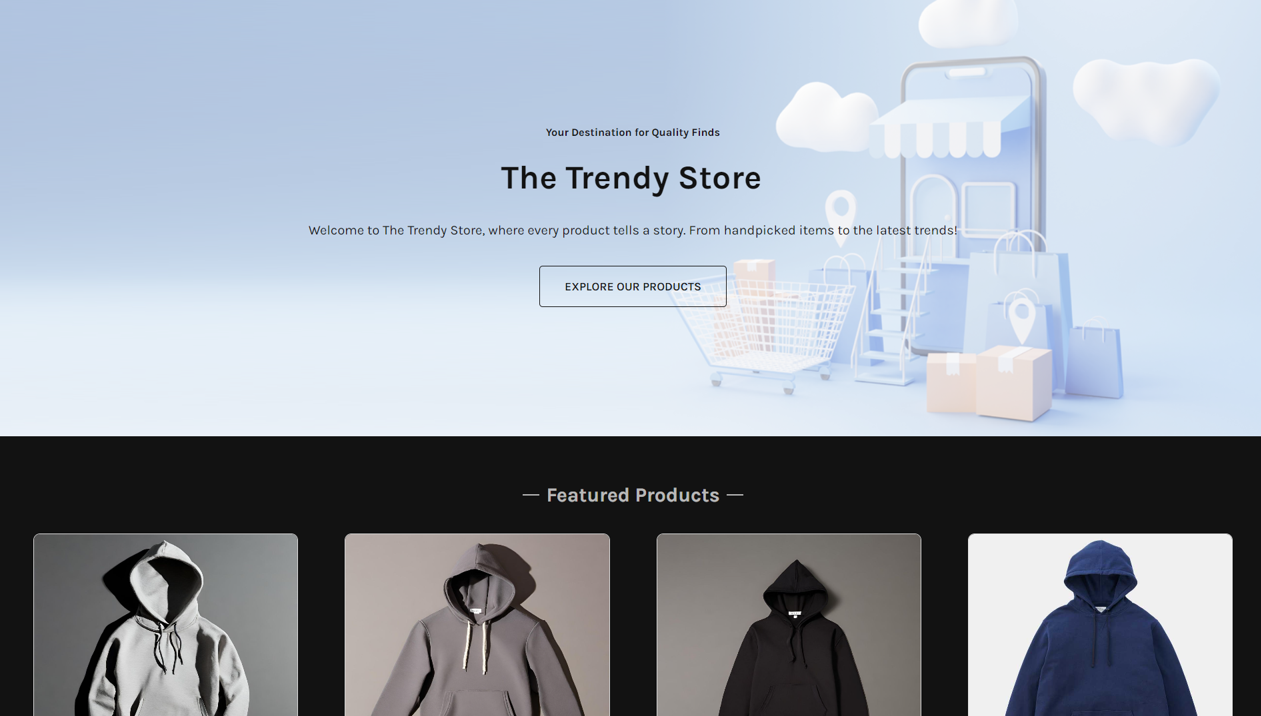 Your Destination for Quality Finds
The Trendy Store
Welcome to The Trendy Store, where every product tells a story. From handpicked items to the latest trends!
EXPLORE OUR PRODUCTS
— Featured Products —